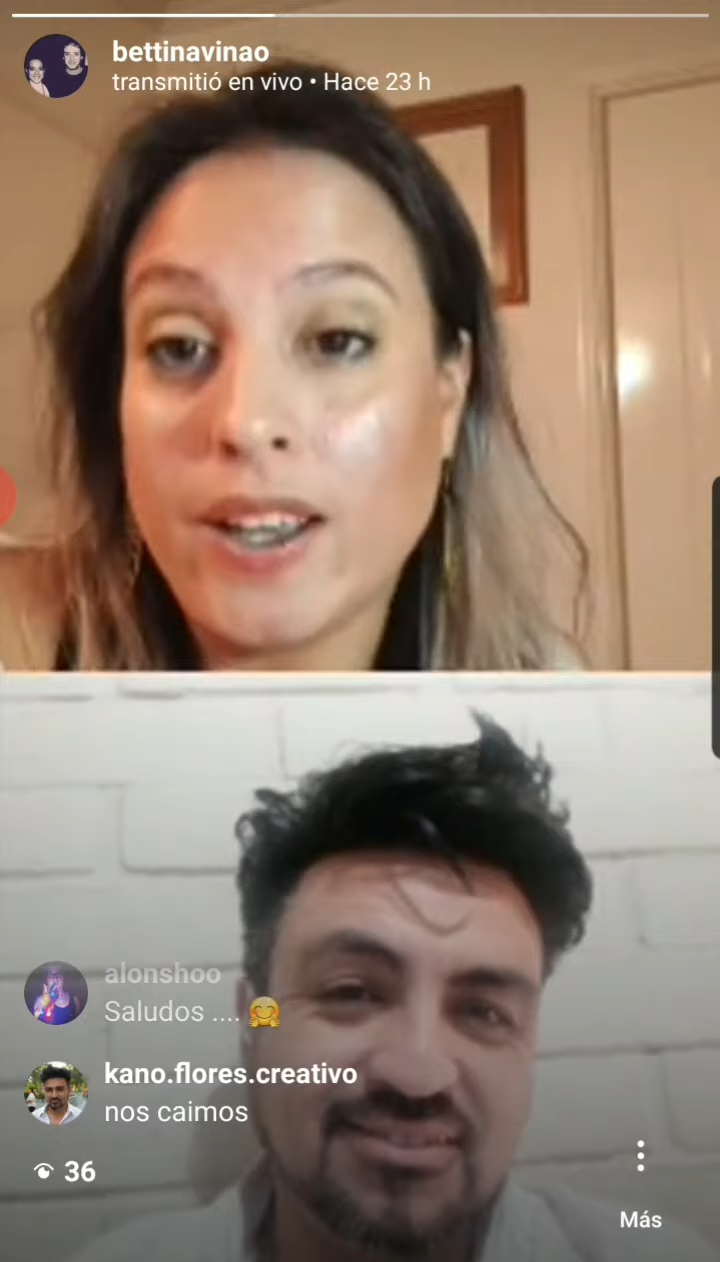 bettinavinao
transmitió en vivo • Hace 23 h
alonshoo
Saludos .... 🤗
kano.flores.creativo
nos caimos
36
Más